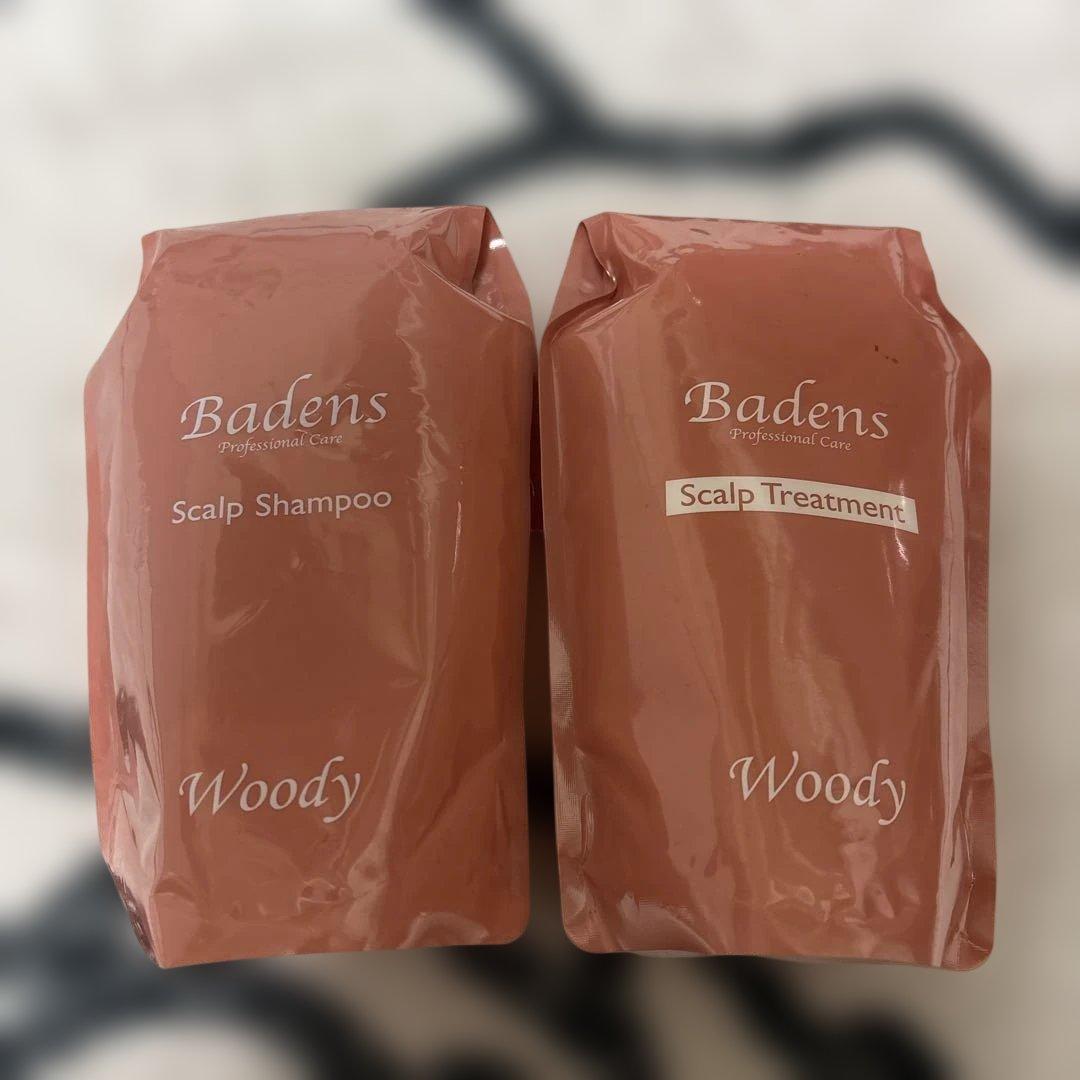 Badens
Professional Care
Scalp Shampoo
Woody
Badens
Professional Care
Scalp Treatment
Woody